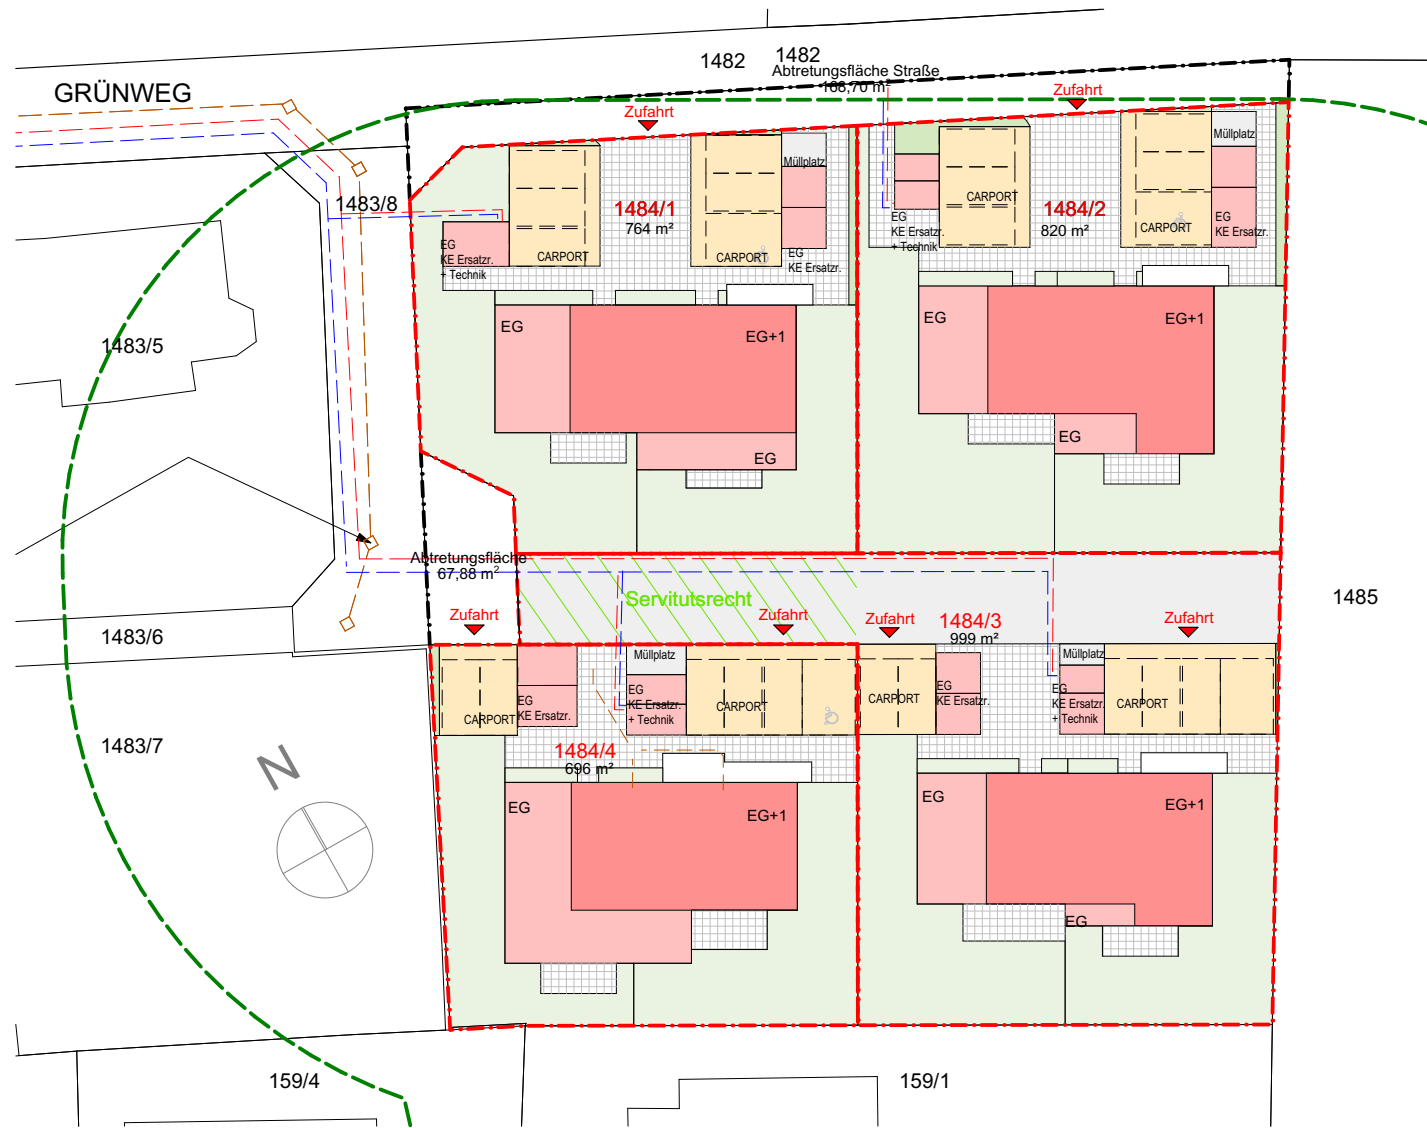 1482
1482
Abtretungsfläche Straße
168,70 m²
GRÜNWEG
Zufahrt
Zufahrt
Müllplatz
Müllplatz
1483/8
1484/1
764 m²
CARPORT
1484/2
820 m²
CARPORT
EG
KE Ersatzr.
+ Technik
EG
KE Ersatzr.
EG
KE Ersatzr.
+ Technik
CARPORT
CARPORT
EG
KE Ersatzr.
1483/5
EG
EG+1
EG
EG+1
EG
EG
Abtretungsfläche
67,88 m²
Servitutsrecht
1485
Zufahrt
Zufahrt
Zufahrt
Zufahrt
1484/3
999 m²
1483/6
Müllplatz
Müllplatz
EG
KE Ersatzr.
CARPORT
EG
KE Ersatzr.
+ Technik
CARPORT
CARPORT
EG
KE Ersatzr.
EG
KE Ersatzr.
+ Technik
CARPORT
1483/7
1484/4
696 m²
N
EG
EG+1
EG
EG+1
EG
159/4
159/1